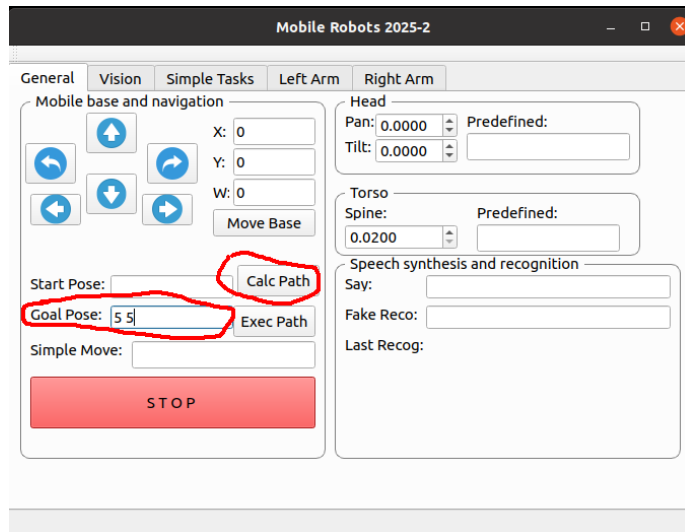 Mobile Robots 2025-2
General Vision Simple Tasks Left Arm Right Arm
Mobile base and navigation
X: 0
Y: 0
W: 0
Move Base
Start Pose:
Calc Path
Goal Pose: 5 5
Exec Path
Simple Move:
STOP
Head
Pan: 0.0000 Predefined:
Tilt: 0.0000
Torso
Spine: Predefined:
0.0200
Speech synthesis and recognition
Say:
Fake Reco:
Last Recog: